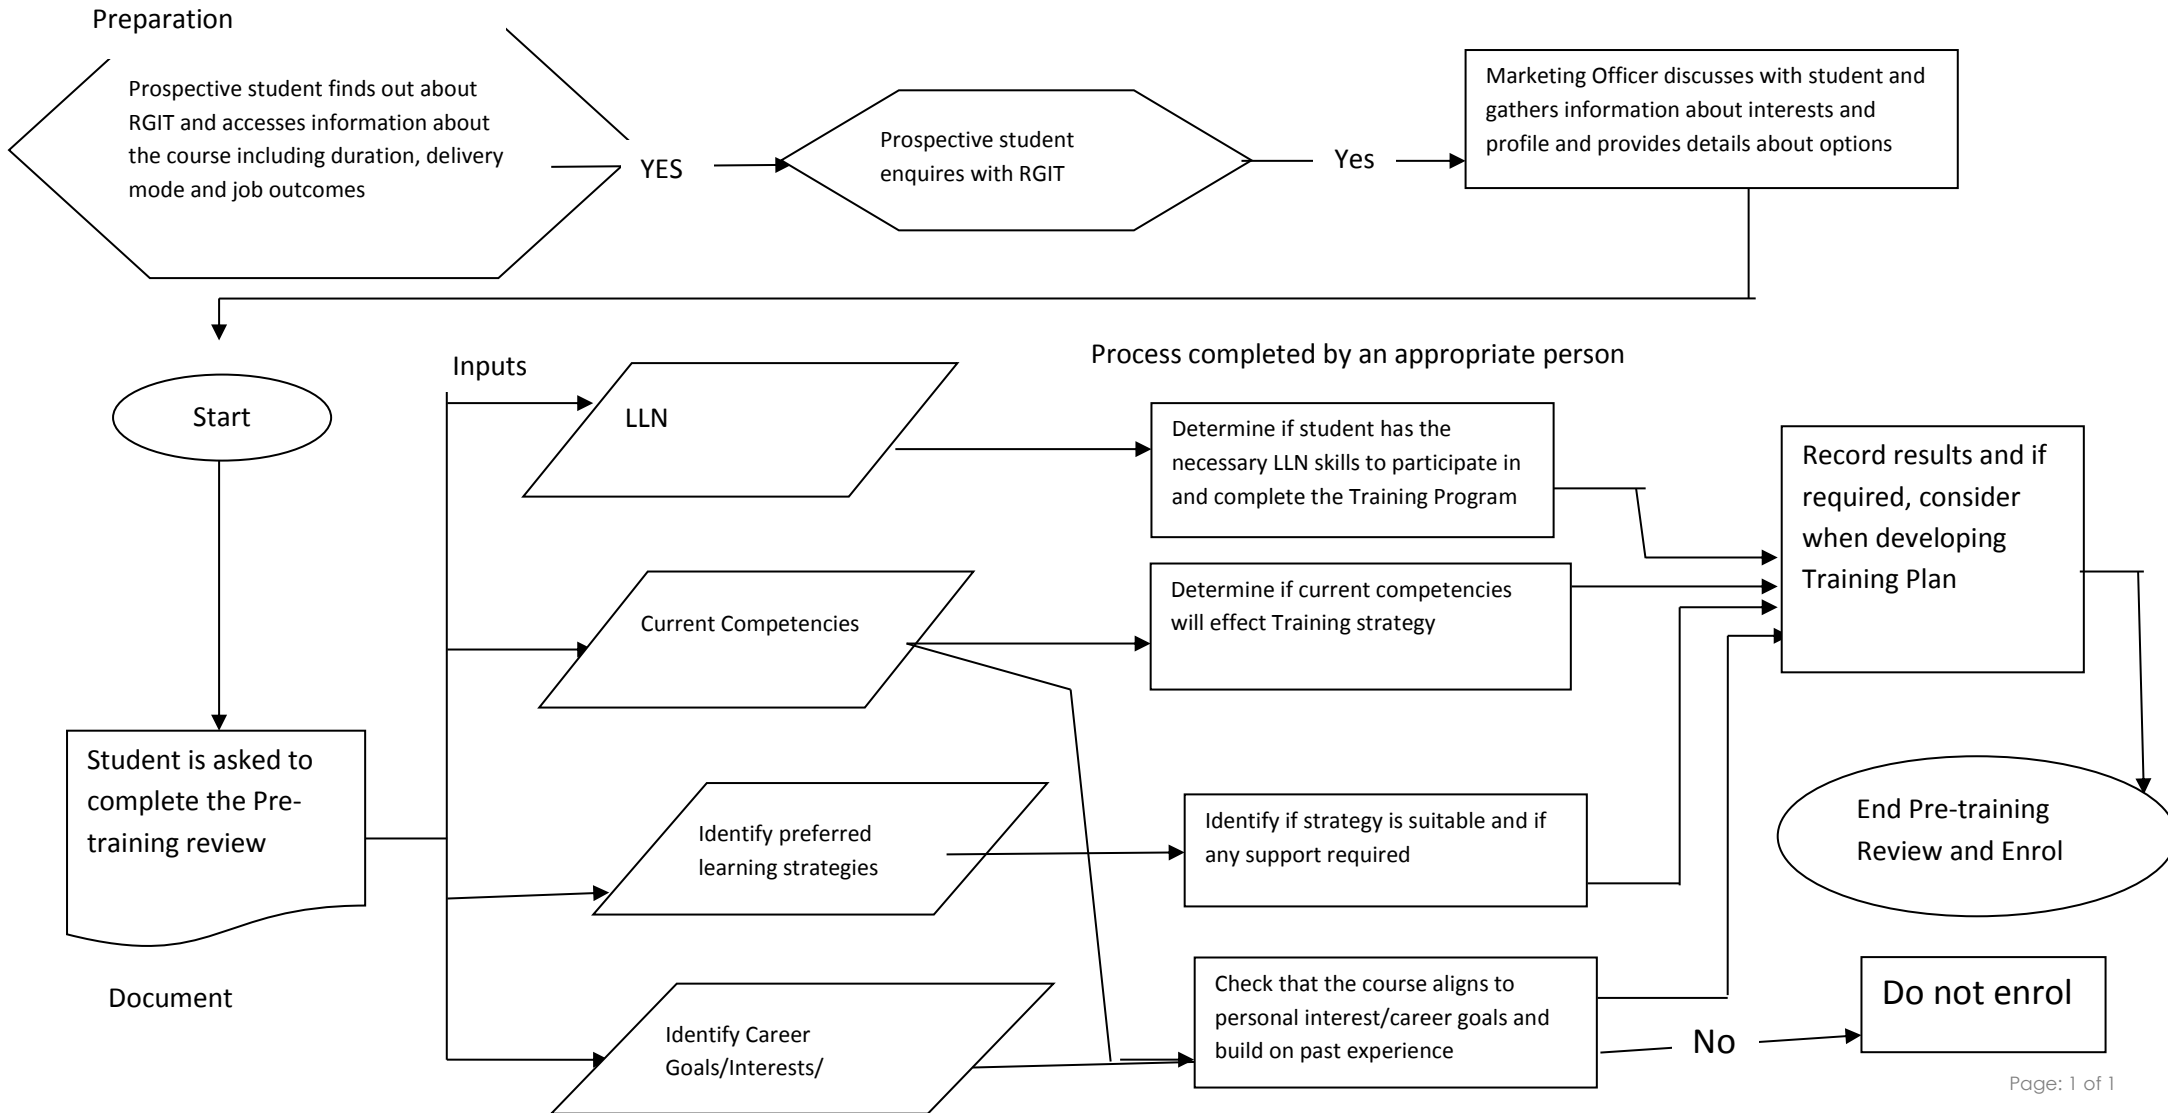 Preparation
Prospective student finds out about
RGIT and accesses information about
the course including duration, delivery
mode and job outcomes
YES
Prospective student
enquires with RGIT
Yes
Marketing Officer discusses with student and
gathers information about interests and
profile and provides details about options
Start
Inputs
Process completed by an appropriate person
LLN
Determine if student has the
necessary LLN skills to participate in
and complete the Training Program
Record results and if
required, consider
when developing
Training Plan
Current Competencies
Determine if current competencies
will effect Training strategy
Student is asked to
complete the Pre-
training review
Identify preferred
learning strategies
Identify if strategy is suitable and if
any support required
End Pre-training
Review and Enrol
Document
Identify Career
Goals/Interests/
Check that the course aligns to
personal interest/career goals and
build on past experience
No
Do not enrol
Page: 1 of 1